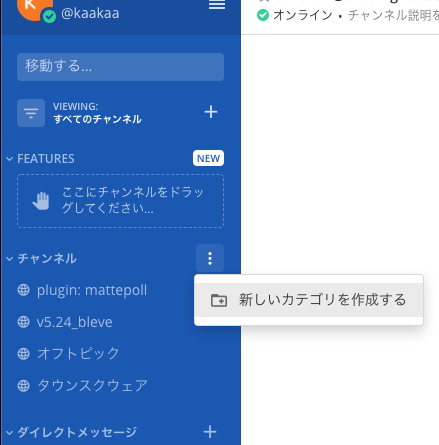 @kaakaa
オンライン • チャンネル説明を
移動する...
VIEWING:
すべてのチャンネル
FEATURES
NEW
ここにチャンネルをドラッ
グしてください...
チャンネル
plugin: mattepoll
新しいカテゴリを作成する
v5.24_bleve
オフトピック
タウンスクウェア
ダイレクトメッセージ